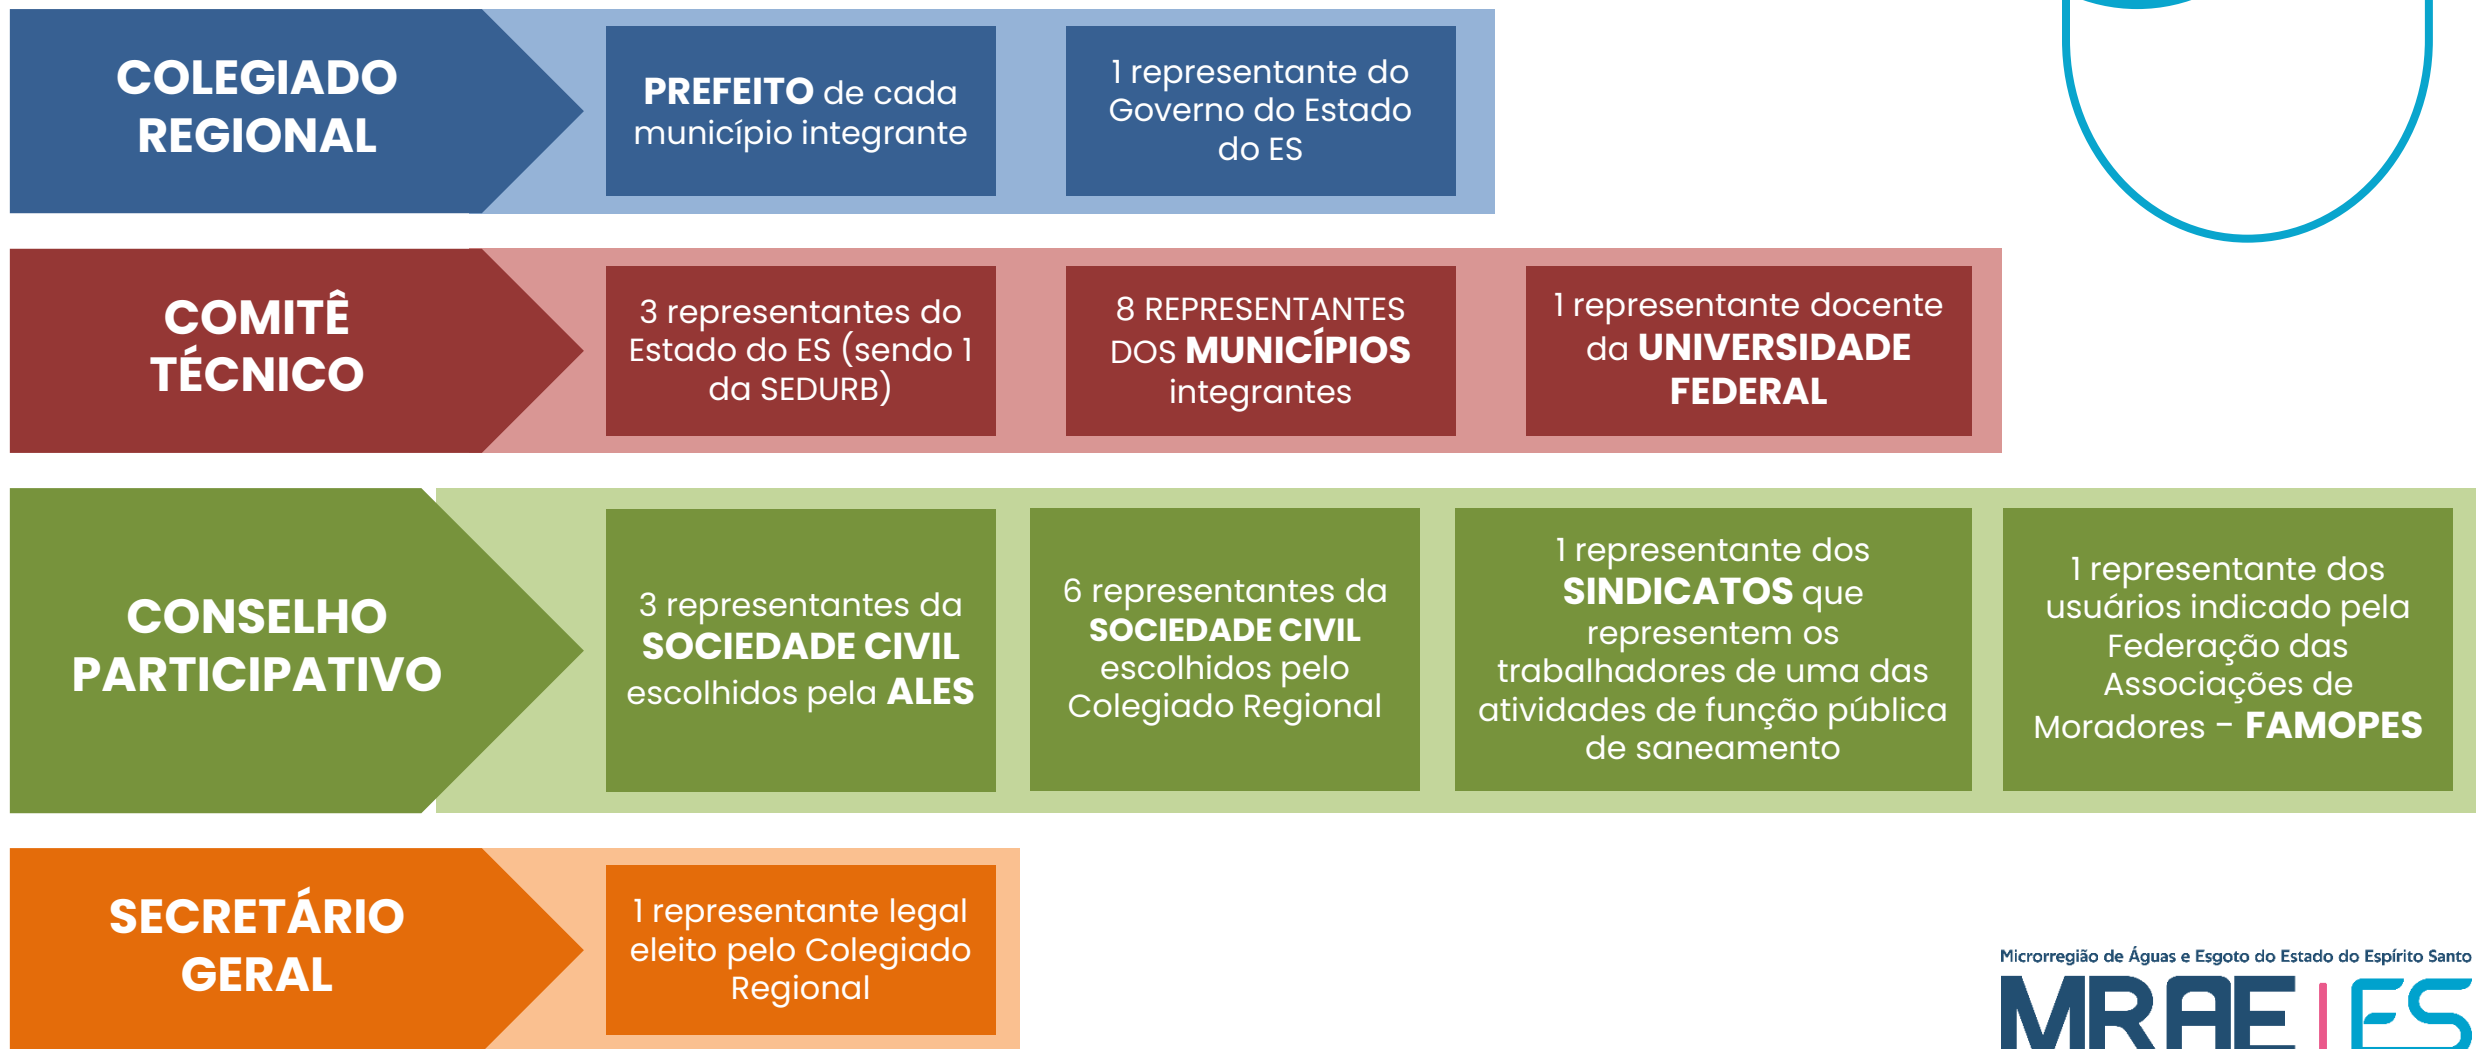 COLEGIADO
REGIONAL
PREFEITO de cada
município integrante
1 representante do
Governo do Estado
do ES
COMITÊ
TÉCNICO
3 representantes do
Estado do ES (sendo 1
da SEDURB)
8 REPRESENTANTES
DOS MUNICÍPIOS
integrantes
1 representante docente
da UNIVERSIDADE
FEDERAL
CONSELHO
PARTICIPATIVO
3 representantes da
SOCIEDADE CIVIL
escolhidos pela ALES
6 representantes da
SOCIEDADE CIVIL
escolhidos pelo
Colegiado Regional
1 representante dos
SINDICATOS que
representem os
trabalhadores de uma das
atividades de função pública
de saneamento
1 representante dos
usuários indicado pela
Federação das
Associações de
Moradores - FAMOPES
SECRETÁRIO
GERAL
1 representante legal
eleito pelo Colegiado
Regional
Microrregião de Águas e Esgoto do Estado do Espírito Santo
MRAE | ES